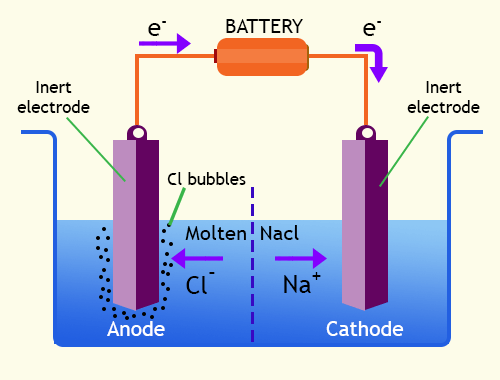 e-
BATTERY
e-
Inert
electrode
Inert
electrode
Cl bubbles
Molten Nacl
Cl-
Na+
Anode
Cathode